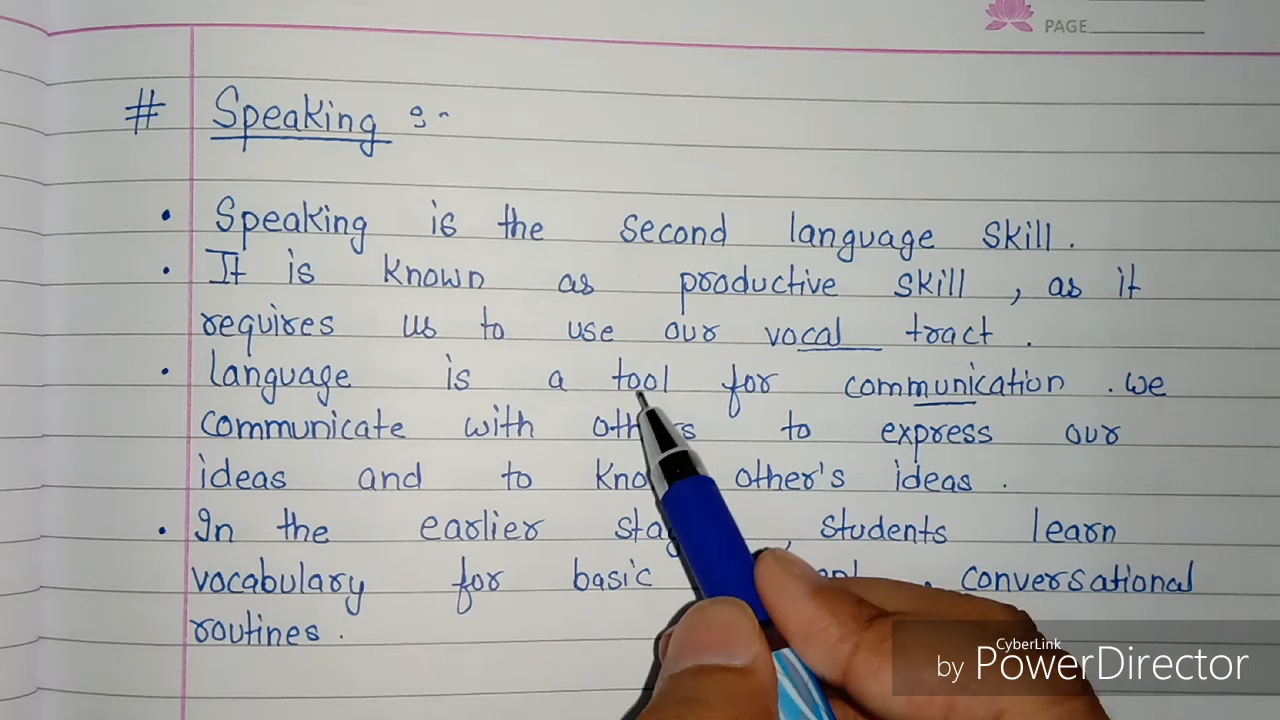 PAGE
# Speaking :-
• Speaking is the second language skill.
• It is known as productive skill, as it
requires us to use our vocal tract.
• language is a tool for communication. we
communicate with others to express our
ideas and to other's ideas.
• In the earlier , students learn
vocabulary for basic , conversational
routines.
CyberLink
by PowerDirector